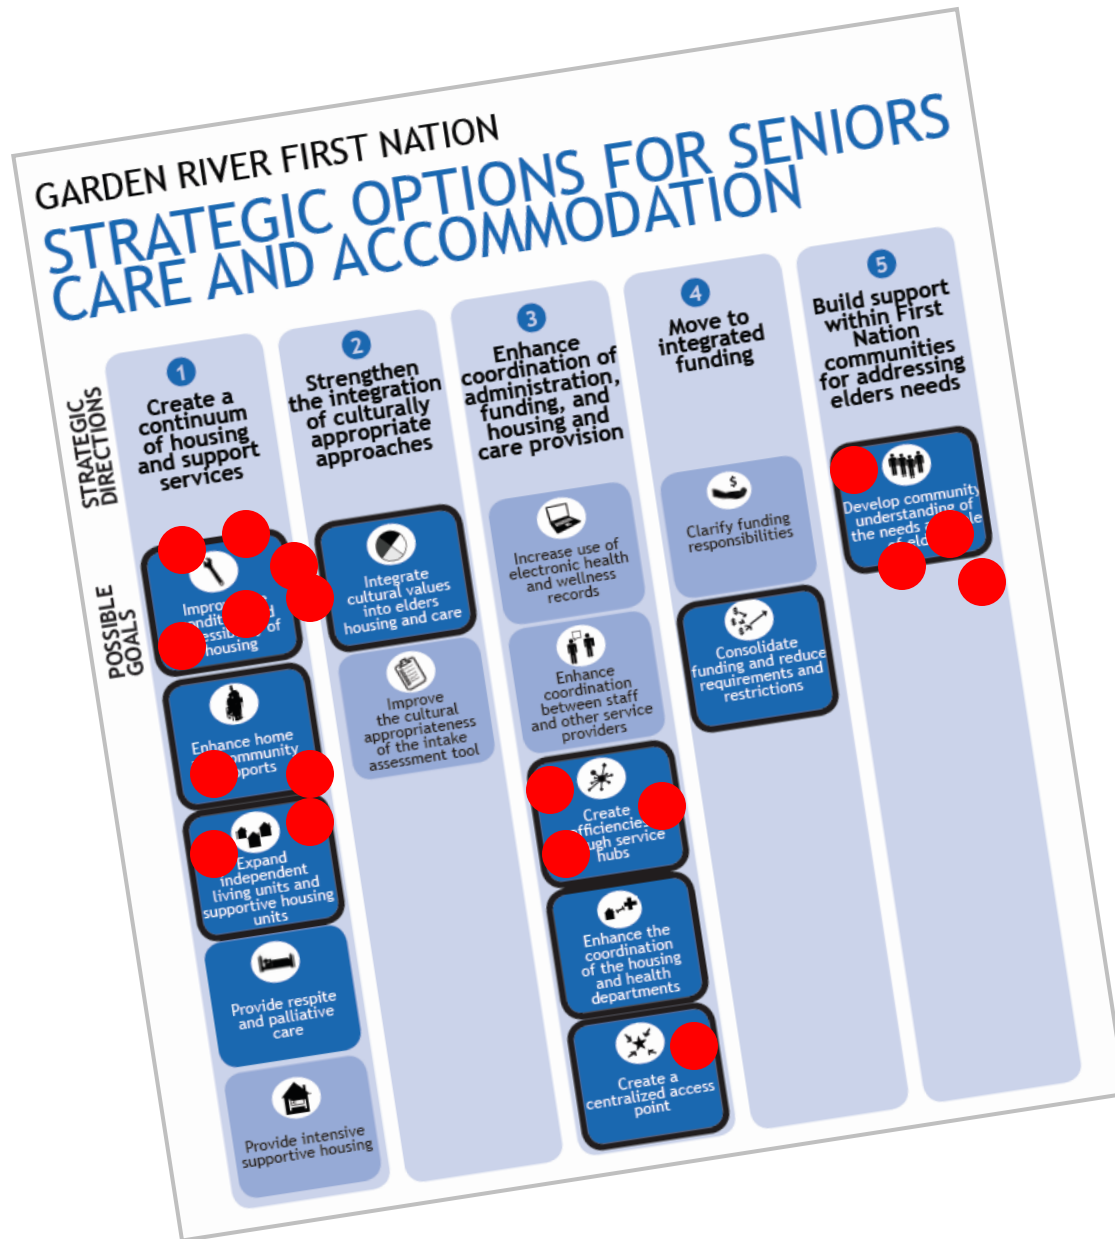 GARDEN RIVER FIRST NATION
STRATEGIC OPTIONS FOR SENIORS
CARE AND ACCOMMODATION
STRATEGIC
DIRECTIONS
1
Create a
continuum
of housing
and support
services
2
Strengthen
the integration
of culturally
appropriate
approaches
3
Enhance
coordination of
administration,
funding, and
housing and
care provision
4
Move to
integrated
funding
5
Build support
within First
Nation
communities
for addressing
elders needs
POSSIBLE
GOALS
of
housing
Enhance home
Expand
independent
living units and
supportive housing
units
Provide respite
and palliative
care
Provide intensive
supportive housing
Integrate
cultural values
into elders
housing and care
Improve
the cultural
appropriateness
of the intake
assessment tool
Increase use of
electronic health
and wellness
records
Enhance
coordination
between staff
and other service
providers
Create
service
hubs
Enhance the
coordination
of the housing
and health
departments
Create a
centralized access
point
$
Clarify funding
responsibilities
Consolidate
funding and reduce
requirements and
restrictions
Develop community
understanding of
the needs